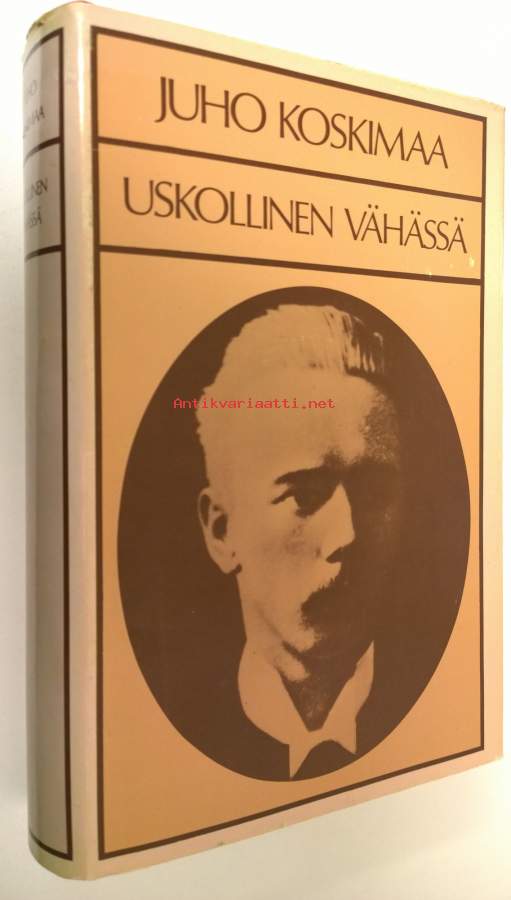 JUHO KOSKIMAA
USKOLLINEN VÄHÄSSÄ
Antikvariaatti.net